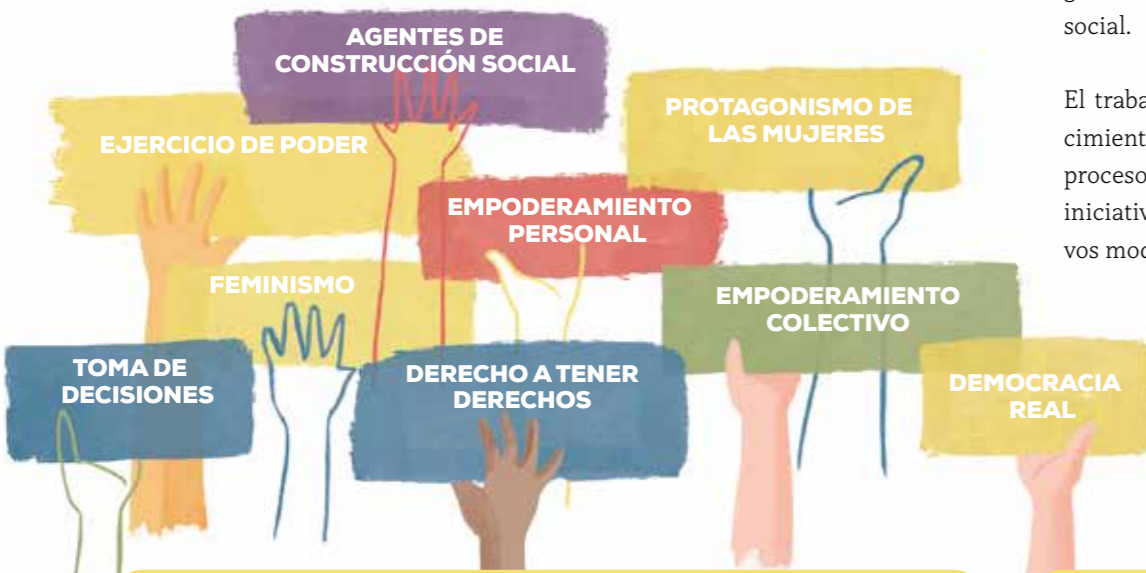 AGENTES DE
CONSTRUCCIÓN SOCIAL
EJERCICIO DE PODER
PROTAGONISMO DE
LAS MUJERES
EMPODERAMIENTO
PERSONAL
FEMINISMO
EMPODERAMIENTO
COLECTIVO
TOMA DE
DECISIONES
DERECHO A TENER
DERECHOS
DEMOCRACIA
REAL
social.
El traba
cimient
proceso
iniciativ
vos mod